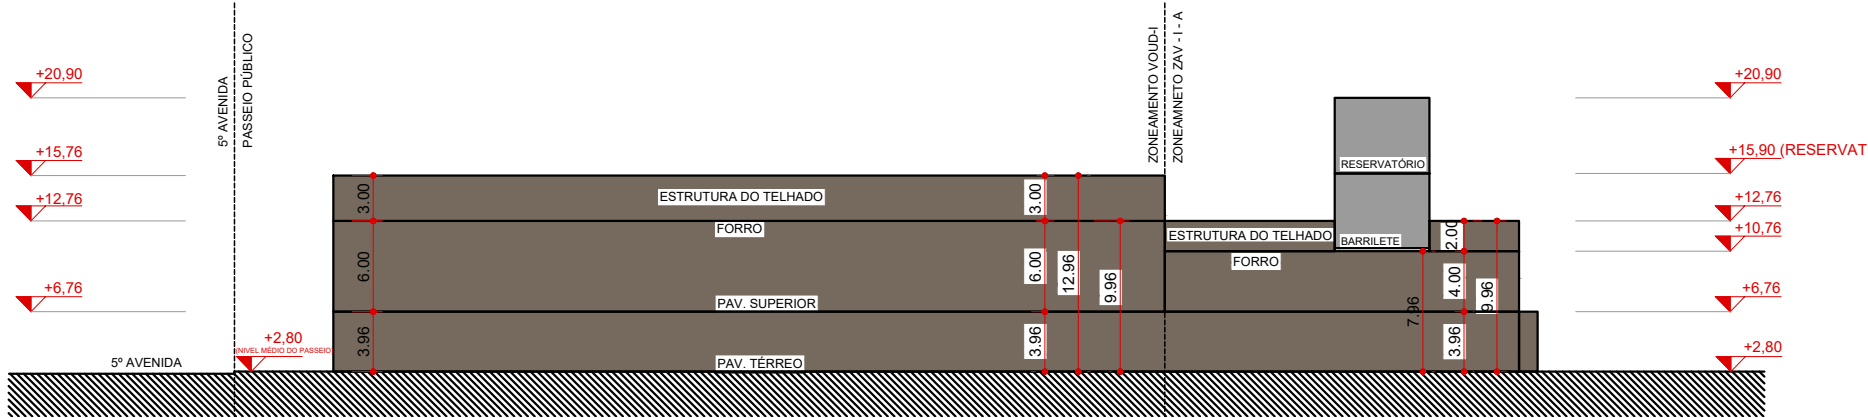 +20,90
+15,76
+12,76
+6,76
5º AVENIDA
PASSEIO PÚBLICO
+2,80
(NIVEL MÉDIO DO PASSEIO)
5º AVENIDA
3.00
6.00
3.96
ESTRUTURA DO TELHADO
FORRO
PAV. SUPERIOR
PAV. TÉRREO
3.00
6.00
3.96
12.96
9.96
ZONEAMENTO VOUD-I
ZONEAMNETO ZAV - I - A
ESTRUTURA DO TELHADO
FORRO
RESERVATÓRIO
BARRILETE
7.96
2.00
4.00
3.96
9.96
+20,90
+15,90 (RESERVAT
+12,76
+10,76
+6,76
+2,80